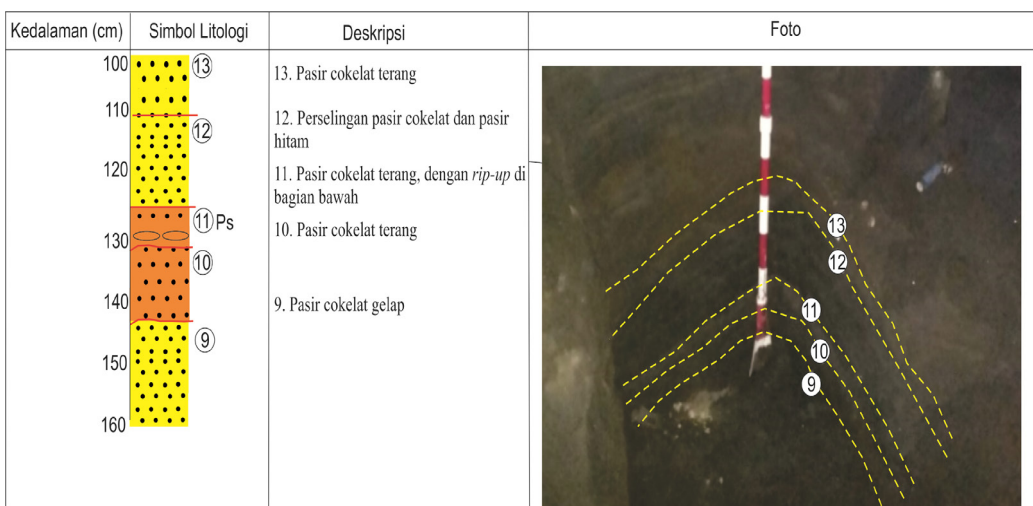 Kedalaman (cm) Simbol Litologi Deskripsi Foto
100 13
110
12
120
11 Ps
130
10
140
9
150
160
13. Pasir cokelat terang
12. Perselingan pasir cokelat dan pasir
hitam
11. Pasir cokelat terang, dengan rip-up di
bagian bawah
10. Pasir cokelat terang
9. Pasir cokelat gelap
13
12
11
10
9